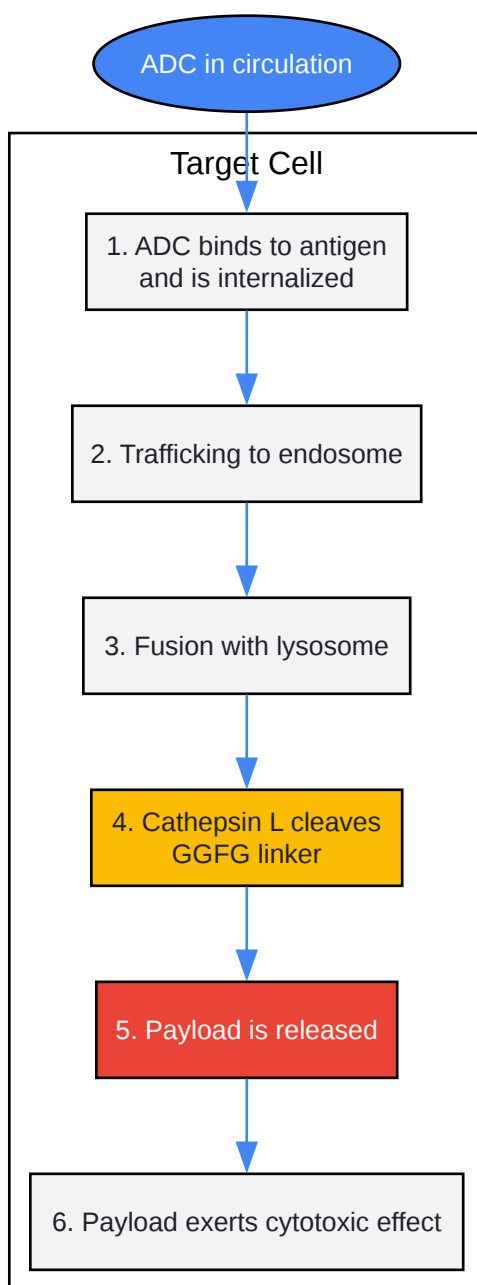 ADC in circulation
Target Cell
1. ADC binds to antigen
and is internalized
2. Trafficking to endosome
3. Fusion with lysosome
4. Cathepsin L cleaves
GGFG linker
5. Payload is released
6. Payload exerts cytotoxic effect